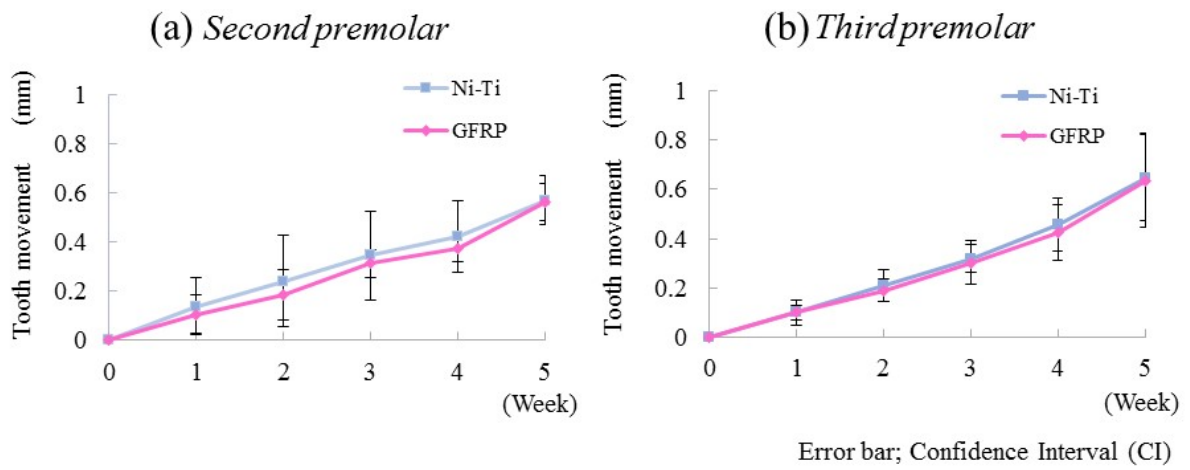 (a) Second premolar
Tooth movement (mm)
1
0.8
0.6
0.4
0.2
0
Ni-Ti
GFRP
0 1 2 3 4 5
(Week)
(b) Third premolar
Tooth movement (mm)
1
0.8
0.6
0.4
0.2
0
Ni-Ti
GFRP
0 1 2 3 4 5
(Week)
Error bar; Confidence Interval (CI)